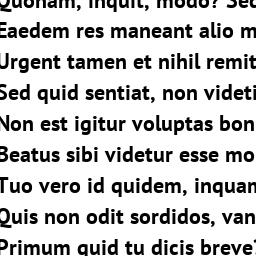 Quonam, inquit, modo? Sed
Eaedem res maneant alio m
Urgent tamen et nihil remit
Sed quid sentiat, non videti
Non est igitur voluptas bon
Beatus sibi videtur esse mo
Tuo vero id quidem, inquam
Quis non odit sordidos, van
Primum quid tu dicis breve?